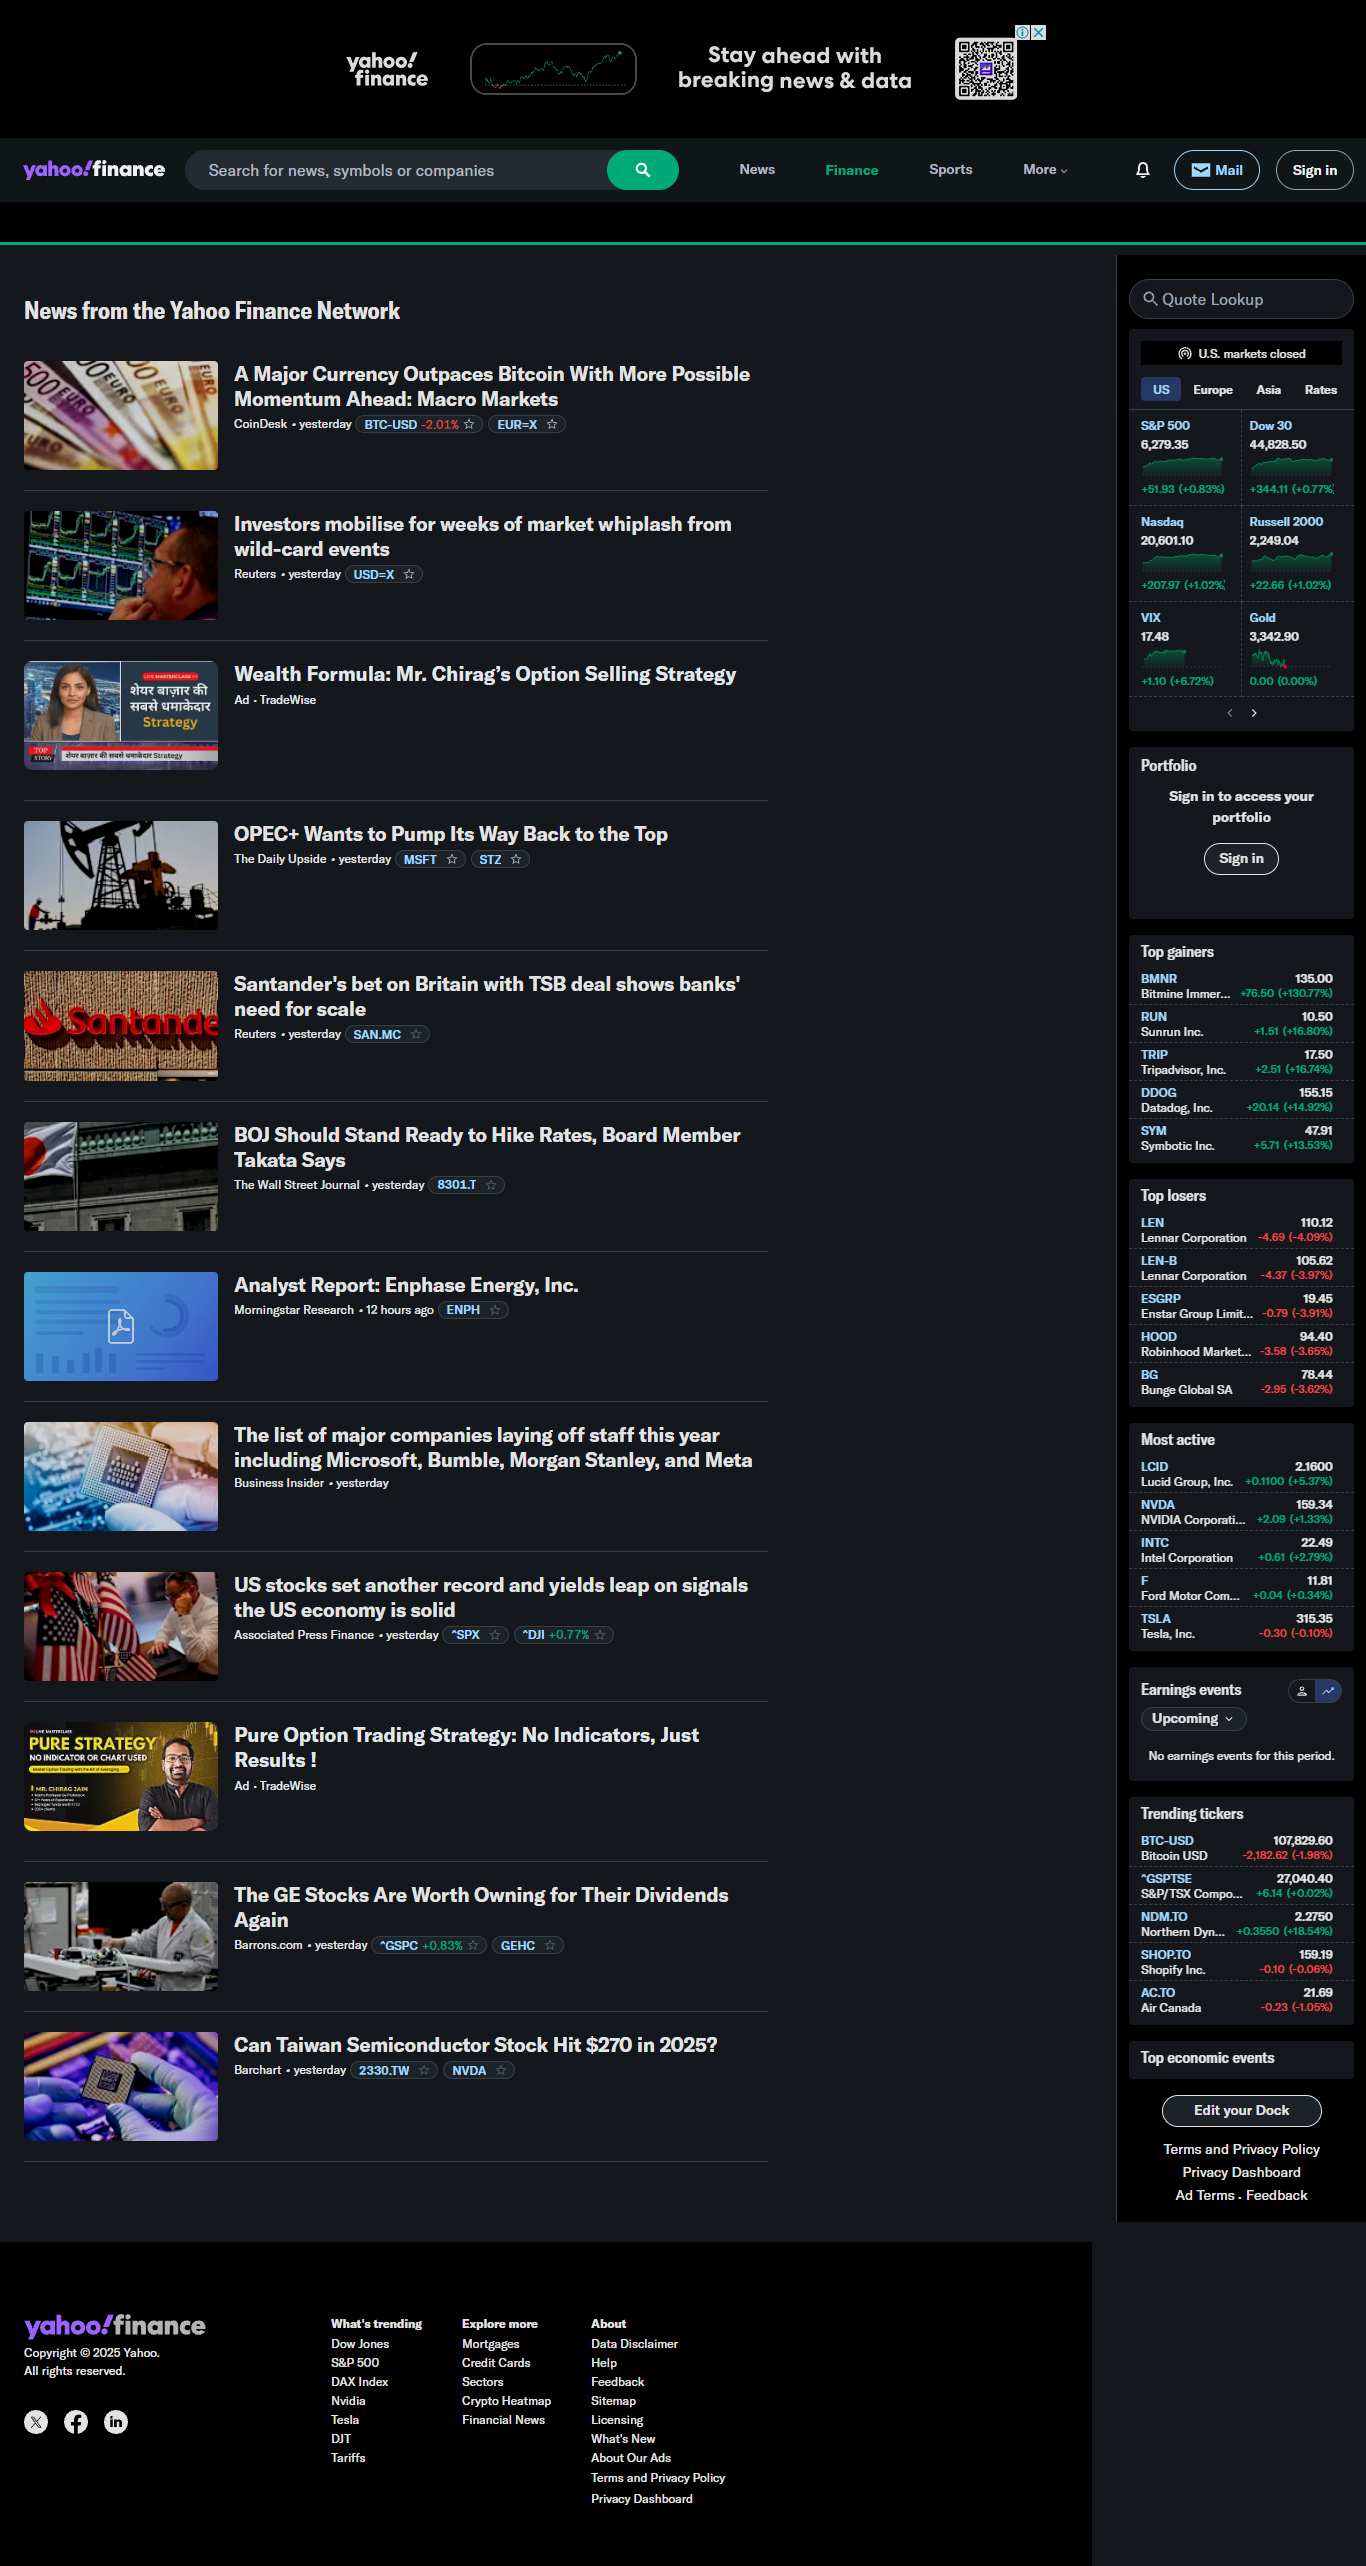 yahoo!
finance
Stay ahead with
breaking news & data
yahoo!finance
Search for news, symbols or companies
News
Finance
Sports
More
Mail
Sign in
News from the Yahoo Finance Network
A Major Currency Outpaces Bitcoin With More Possible
Momentum Ahead: Macro Markets
CoinDesk • yesterday BTC-USD -2.01% EUR=X
Investors mobilise for weeks of market whiplash from
wild-card events
Reuters • yesterday USD=X
LIVE MASTERCLASS
शेयर बाज़ार की
सबसे धमाकेदार
Strategy
TOP
STORY
शेयर बाज़ार की सबसे धमाकेदार Strategy
Wealth Formula: Mr. Chirag’s Option Selling Strategy
Ad • TradeWise
OPEC+ Wants to Pump Its Way Back to the Top
The Daily Upside • yesterday MSFT STZ
Santande
Santander's bet on Britain with TSB deal shows banks'
need for scale
Reuters • yesterday SAN.MC
BOJ Should Stand Ready to Hike Rates, Board Member
Takata Says
The Wall Street Journal • yesterday 8301.T
Analyst Report: Enphase Energy, Inc.
Morningstar Research • 12 hours ago ENPH
The list of major companies laying off staff this year
including Microsoft, Bumble, Morgan Stanley, and Meta
Business Insider • yesterday
US stocks set another record and yields leap on signals
the US economy is solid
Associated Press Finance • yesterday ^SPX ^DJI +0.77%
LIVE MASTERCLASS
PURE STRATEGY
NO INDICATOR OR CHART USED
MR. CHIRAG JAIN
Pure Option Trading Strategy: No Indicators, Just
Results !
Ad • TradeWise
The GE Stocks Are Worth Owning for Their Dividends
Again
Barrons.com • yesterday ^GSPC +0.83% GEHC
Can Taiwan Semiconductor Stock Hit $270 in 2025?
Barchart • yesterday 2330.TW NVDA
Quote Lookup
U.S. markets closed
US Europe Asia Rates
S&P 500
6,279.35
+51.93 (+0.83%)
Dow 30
44,828.50
+344.11 (+0.77%
Nasdaq
20,601.10
+207.97 (+1.02%
Russell 2000
2,249.04
+22.66 (+1.02%)
VIX
17.48
+1.10 (+6.72%)
Gold
3,342.90
0.00 (0.00%)
Portfolio
Sign in to access your
portfolio
Sign in
Top gainers
BMNR 135.00
Bitmine Immer... +76.50 (+130.77%)
RUN 10.50
Sunrun Inc. +1.51 (+16.80%)
TRIP 17.50
Tripadvisor, Inc. +2.51 (+16.74%)
DDOG 155.15
Datadog, Inc. +20.14 (+14.92%)
SYM 47.91
Symbotic Inc. +5.71 (+13.53%)
Top losers
LEN 110.12
Lennar Corporation -4.69 (-4.09%)
LEN-B 105.62
Lennar Corporation -4.37 (-3.97%)
ESGRP 19.45
Enstar Group Limit... -0.79 (-3.91%)
HOOD 94.40
Robinhood Market... -3.58 (-3.65%)
BG 78.44
Bunge Global SA -2.95 (-3.62%)
Most active
LCID 2.1600
Lucid Group, Inc. +0.1100 (+5.37%)
NVDA 159.34
NVIDIA Corporati... +2.09 (+1.33%)
INTC 22.49
Intel Corporation +0.61 (+2.79%)
F 11.81
Ford Motor Com... +0.04 (+0.34%)
TSLA 315.35
Tesla, Inc. -0.30 (-0.10%)
Earnings events
Upcoming
No earnings events for this period.
Trending tickers
BTC-USD 107,829.60
Bitcoin USD -2,182.62 (-1.98%)
^GSPTSE 27,040.40
S&P/TSX Compo... +6.14 (+0.02%)
NDM.TO 2.2750
Northern Dyn... +0.3550 (+18.54%)
SHOP.TO 159.19
Shopify Inc. -0.10 (-0.06%)
AC.TO 21.69
Air Canada -0.23 (-1.05%)
Top economic events
Edit your Dock
Terms and Privacy Policy
Privacy Dashboard
Ad Terms • Feedback
yahoo!finance
Copyright © 2025 Yahoo.
All rights reserved.
What's trending
Dow Jones
S&P 500
DAX Index
Nvidia
Tesla
DJT
Tariffs
Explore more
Mortgages
Credit Cards
Sectors
Crypto Heatmap
Financial News
About
Data Disclaimer
Help
Feedback
Sitemap
Licensing
What's New
About Our Ads
Terms and Privacy Policy
Privacy Dashboard